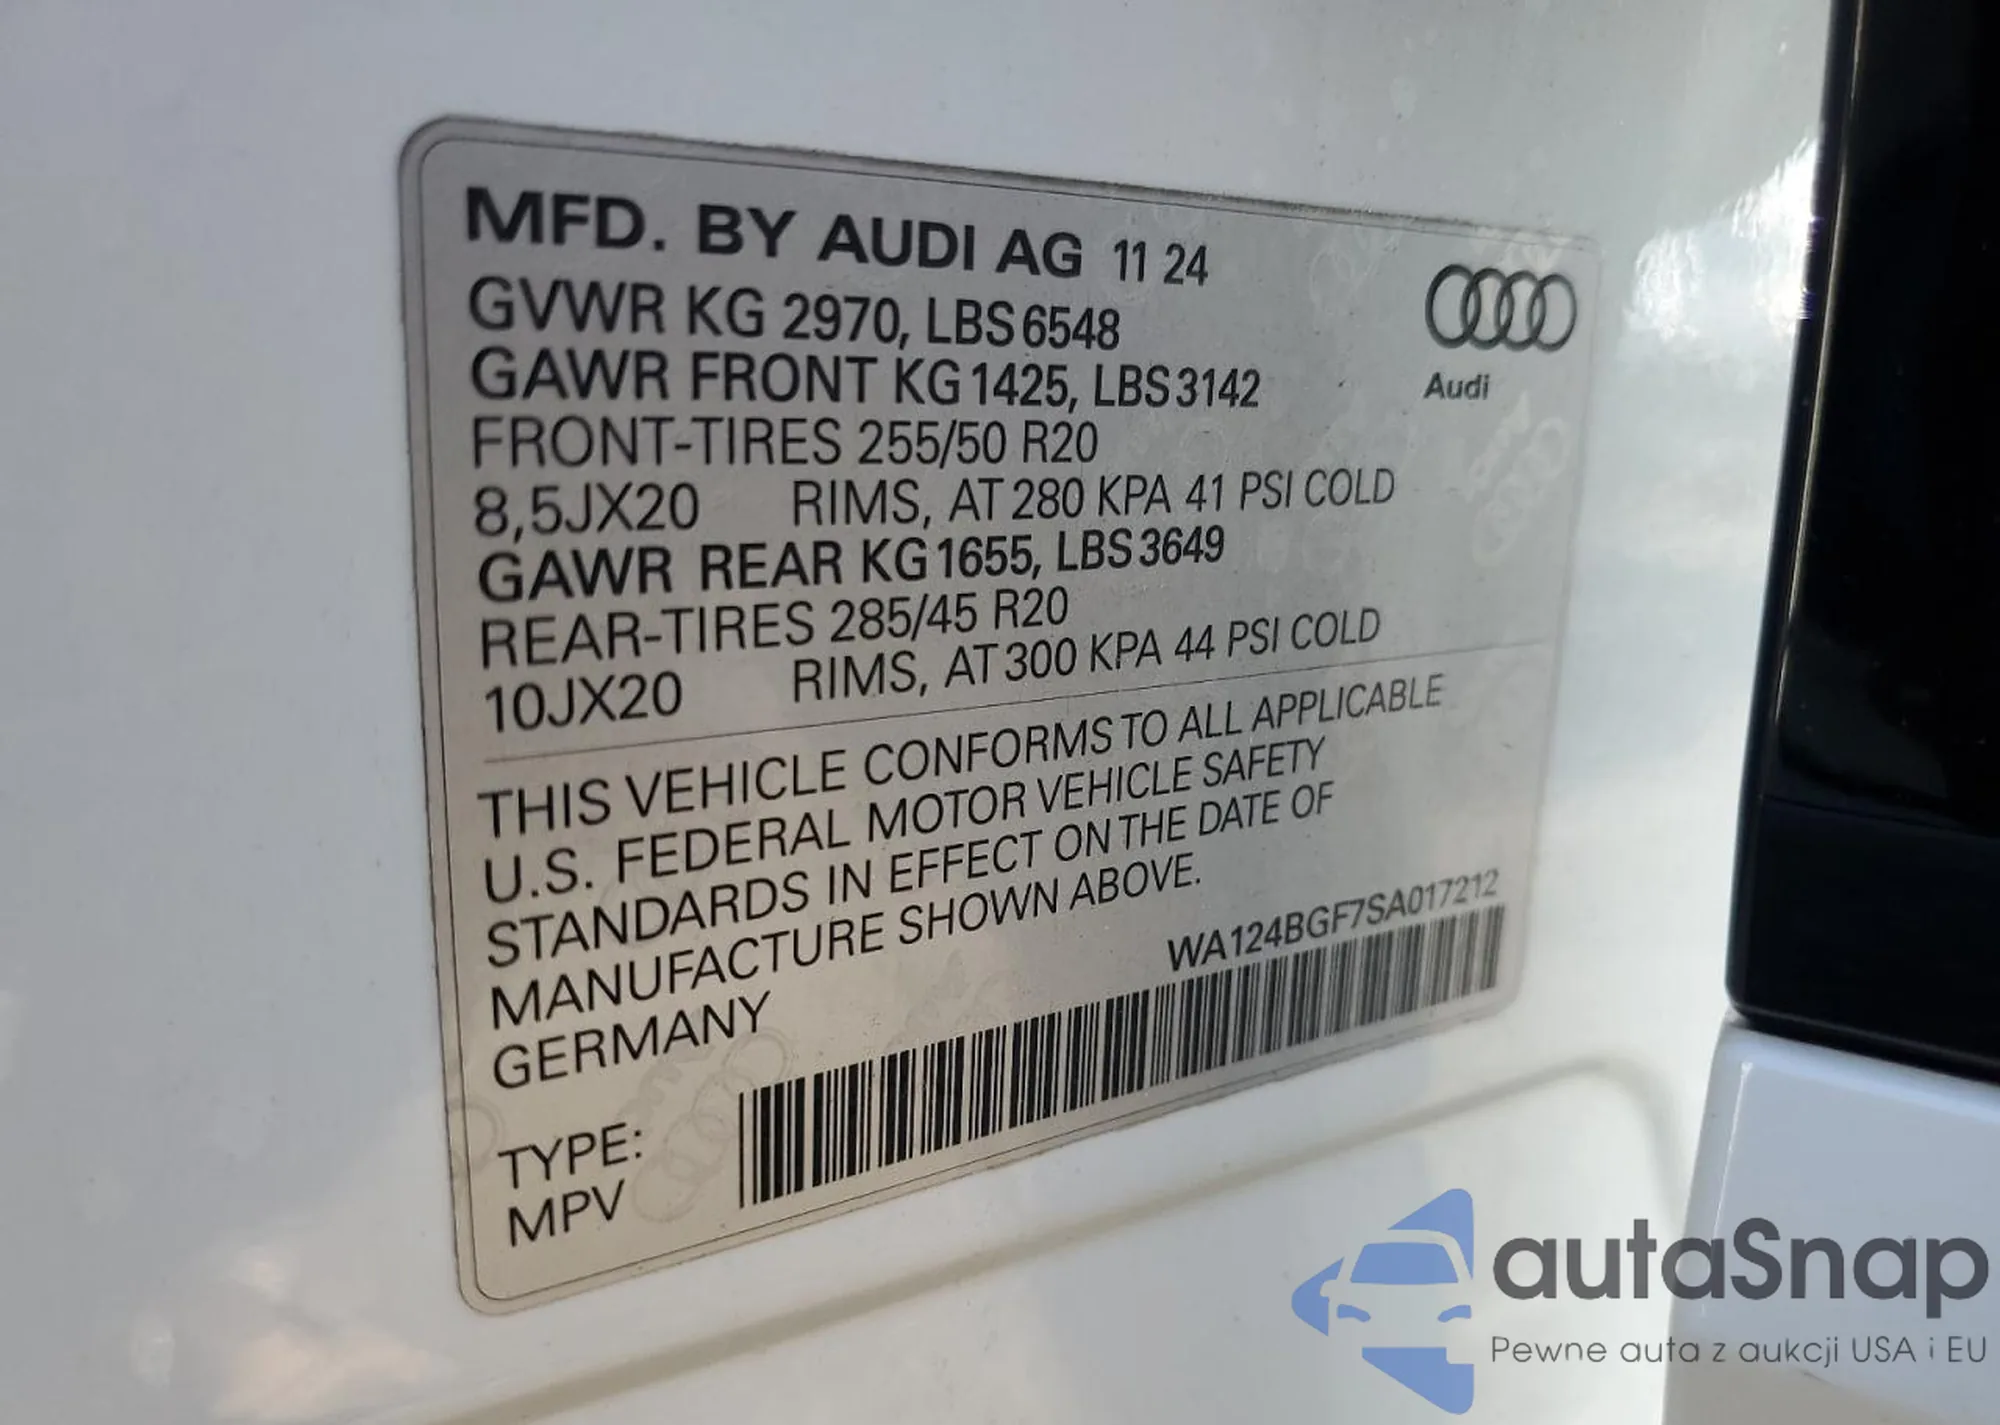 MFD. BY AUDI AG 11 24
GVWR KG 2970, LBS 6548
GAWR FRONT KG 1425, LBS 3142
FRONT-TIRES 255/50 R20
8,5JX20 RIMS, AT 280 KPA 41 PSI COLD
GAWR REAR KG 1655, LBS 3649
REAR-TIRES 285/45 R20
10JX20 RIMS, AT 300 KPA 44 PSI COLD
Audi
THIS VEHICLE CONFORMS TO ALL APPLICABLE
U.S. FEDERAL MOTOR VEHICLE SAFETY
STANDARDS IN EFFECT ON THE DATE OF
MANUFACTURE SHOWN ABOVE.
GERMANY
WA124BGF7SA017212
TYPE:
MPV
autaSnap
Pewne auta z aukcji USA i EU